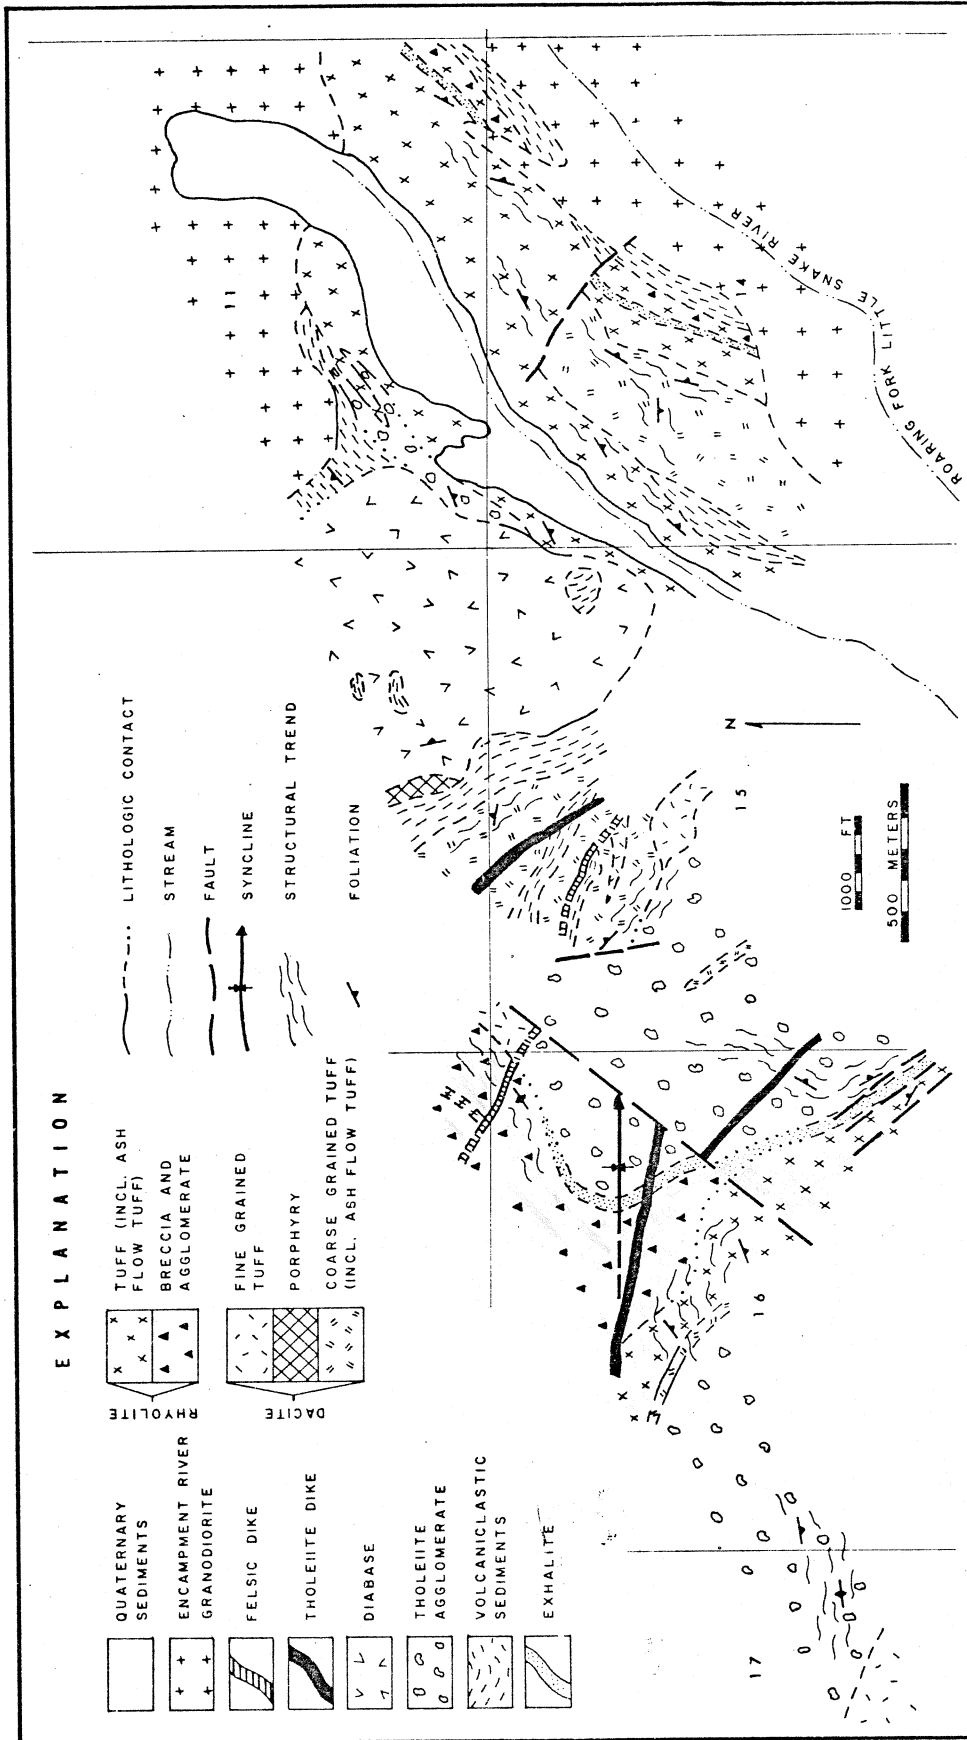 EXPLANATION
QUATERNARY
SEDIMENTS
ENCAMPMENT RIVER
GRANODIORITE
FELSIC DIKE
THOLEIITE DIKE
DIABASE
THOLEIITE
AGGLOMERATE
VOLCANICLASTIC
SEDIMENTS
EXHALITE
RHYOLITE
TUFF (INCL. ASH
FLOW TUFF)
BRECCIA AND
AGGLOMERATE
DACITE
FINE GRAINED
TUFF
PORPHYRY
COARSE GRAINED TUFF
(INCL. ASH FLOW TUFF)
LITHOLOGIC CONTACT
STREAM
FAULT
SYNCLINE
STRUCTURAL TREND
FOLIATION
11
14
15
16
17
N
1000 FT
500 METERS
ROARING FORK LITTLE SNAKE RIVER